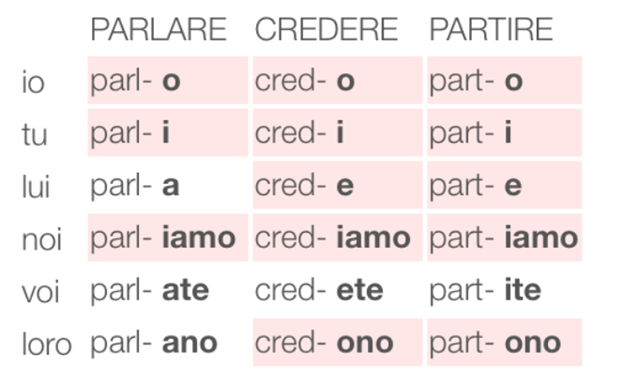 PARLARE CREDERE PARTIRE
io parl- o cred- o part- o
tu parl- i cred- i part- i
lui parl- a cred- e part- e
noi parl- iamo cred- iamo part- iamo
voi parl- ate cred- ete part- ite
loro parl- ano cred- ono part- ono